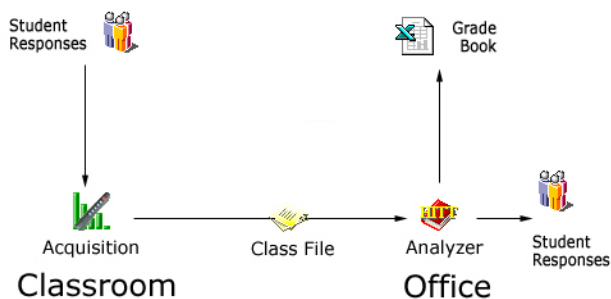 Student
Responses
Grade
Book
Acquisition
Class File
Analyzer
Student
Responses
Classroom
Office